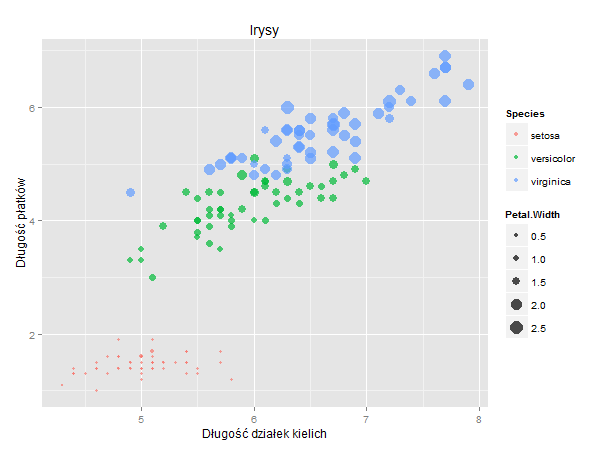 Irysy
Długość płatków
6
4
2
5
6
7
8
Długość działek kielich
Species
setosa
versicolor
virginica
Petal.Width
0.5
1.0
1.5
2.0
2.5